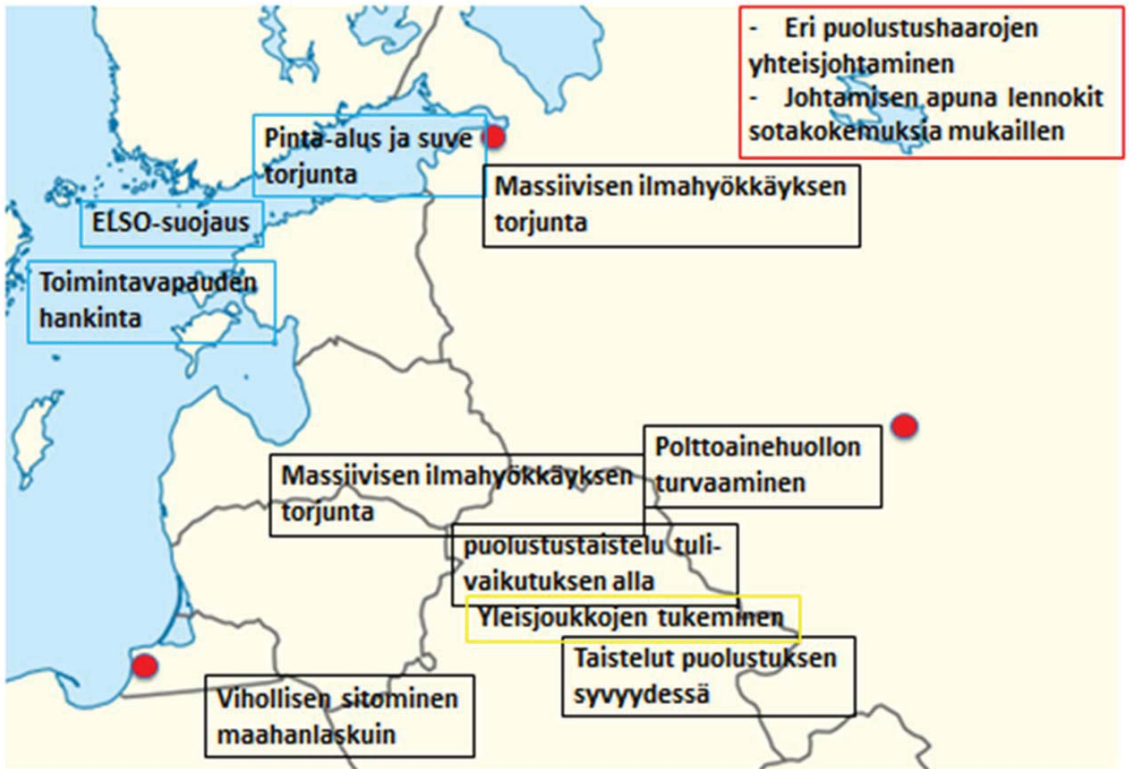 - Eri puolustushaarojen
yhteisjohtaminen
- Johtamisen apuna lennokit
sotakokemuksia mukaillen
Pinta-alus ja suve
torjunta
Massiivisen ilmahyökkäyksen
torjunta
ELSO-suojaus
Toimintavapauden
hankinta
Polttoainehuollon
turvaaminen
Massiivisen ilmahyökkäyksen
torjunta
puolustustaistelu tuli-
vaikutuksen alla
Yleisjoukkojen tukeminen
Taistelut puolustuksen
syvyydessä
Vihollisen sitominen
maahanlaskuin